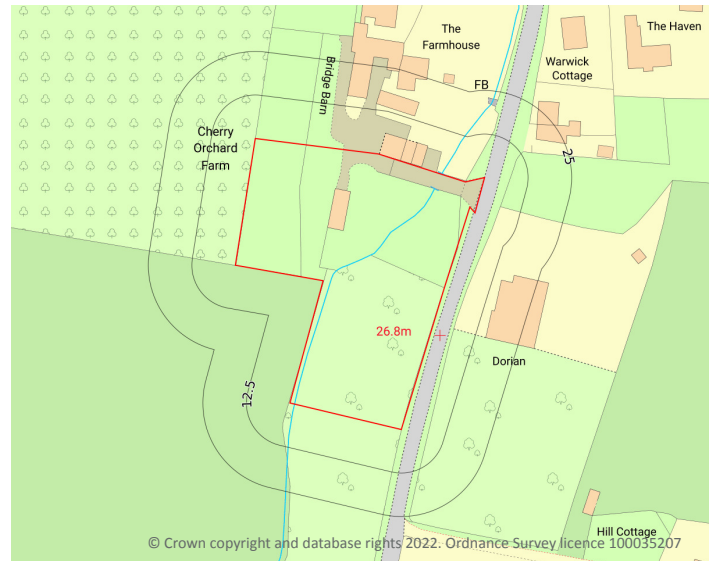 The
Farmhouse
The Haven
Bridge Barn
Warwick
Cottage
FB
Cherry
Orchard
Farm
25
26.8m
Dorian
12.5
Hill Cottage
© Crown copyright and database rights 2022. Ordnance Survey licence 100035207